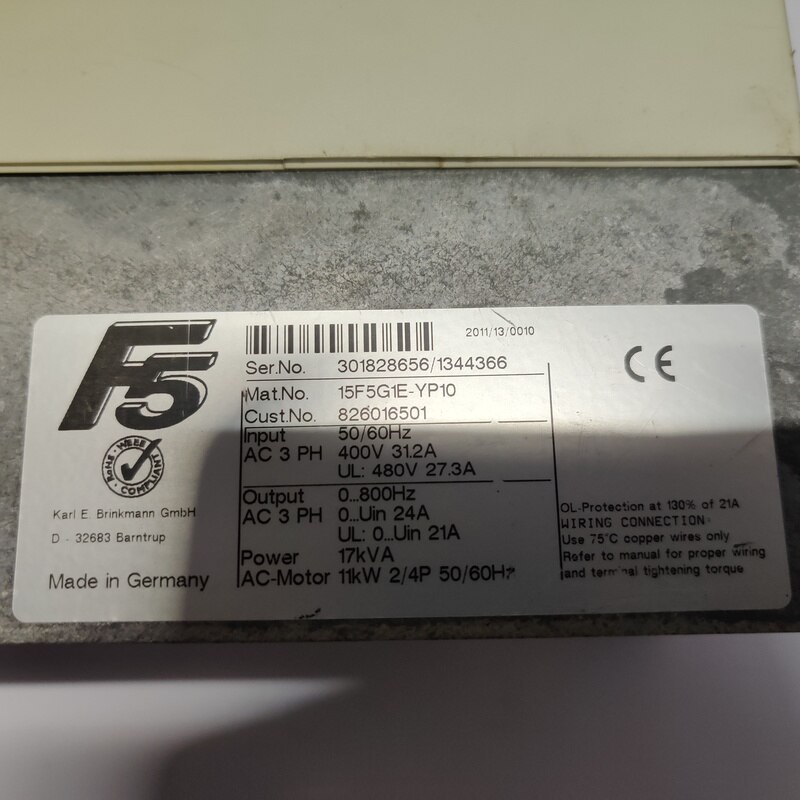 F5
2011/13/0010
Ser.No. 301828656/1344366
Mat.No. 15F5G1E-YP10
Cust.No. 826016501
Input 50/60Hz
AC 3 PH 400V 31.2A
UL: 480V 27.3A
Output 0...800Hz
AC 3 PH 0...Uin 24A
UL: 0...Uin 21A
Power 17kVA
AC-Motor 11kW 2/4P 50/60Hz
RoHS WEEE
COMPLIANT
Karl E. Brinkmann GmbH
D - 32683 Barntrup
Made in Germany
CE
OL-Protection at 130% of 21A
WIRING CONNECTION:
Use 75°C copper wires only
Refer to manual for proper wiring
and terminal tightening torque